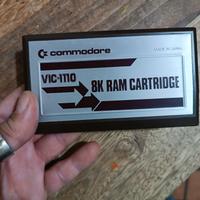 commodore
MADE IN JAPAN
VIC-1110
8K RAM CARTRIDGE